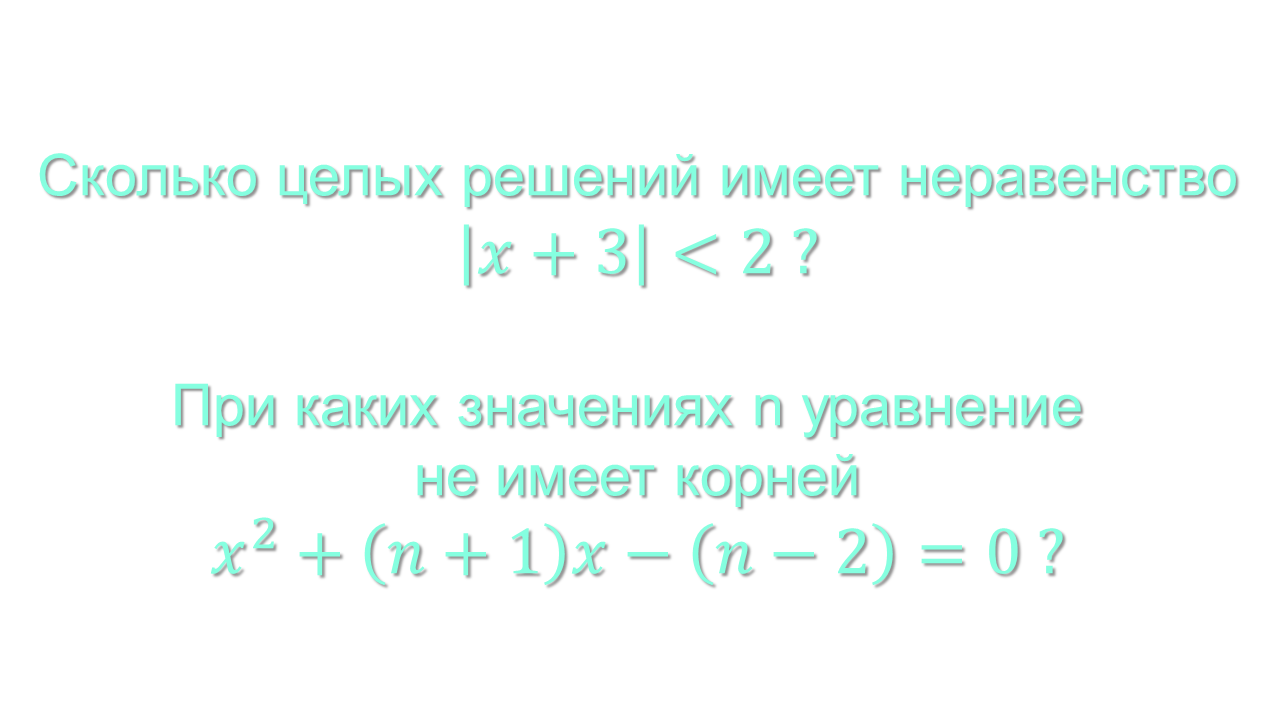 Сколько целых решений имеет неравенство
|x + 3| < 2 ?
При каких значениях n уравнение
не имеет корней
x² + (n + 1)x − (n − 2) = 0 ?